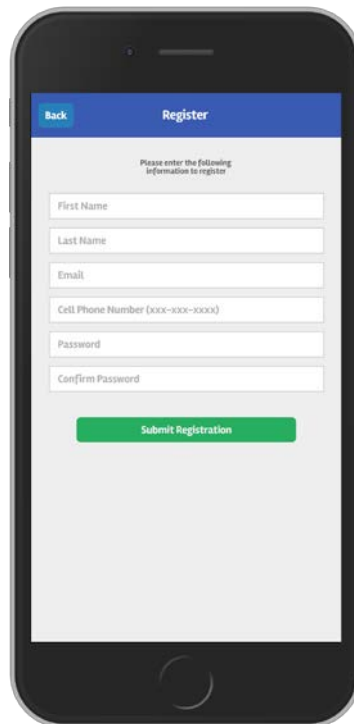 Back
Register
Please enter the following
information to register
First Name
Last Name
Email
Cell Phone Number (xxx-xxx-xxxx)
Password
Confirm Password
Submit Registration